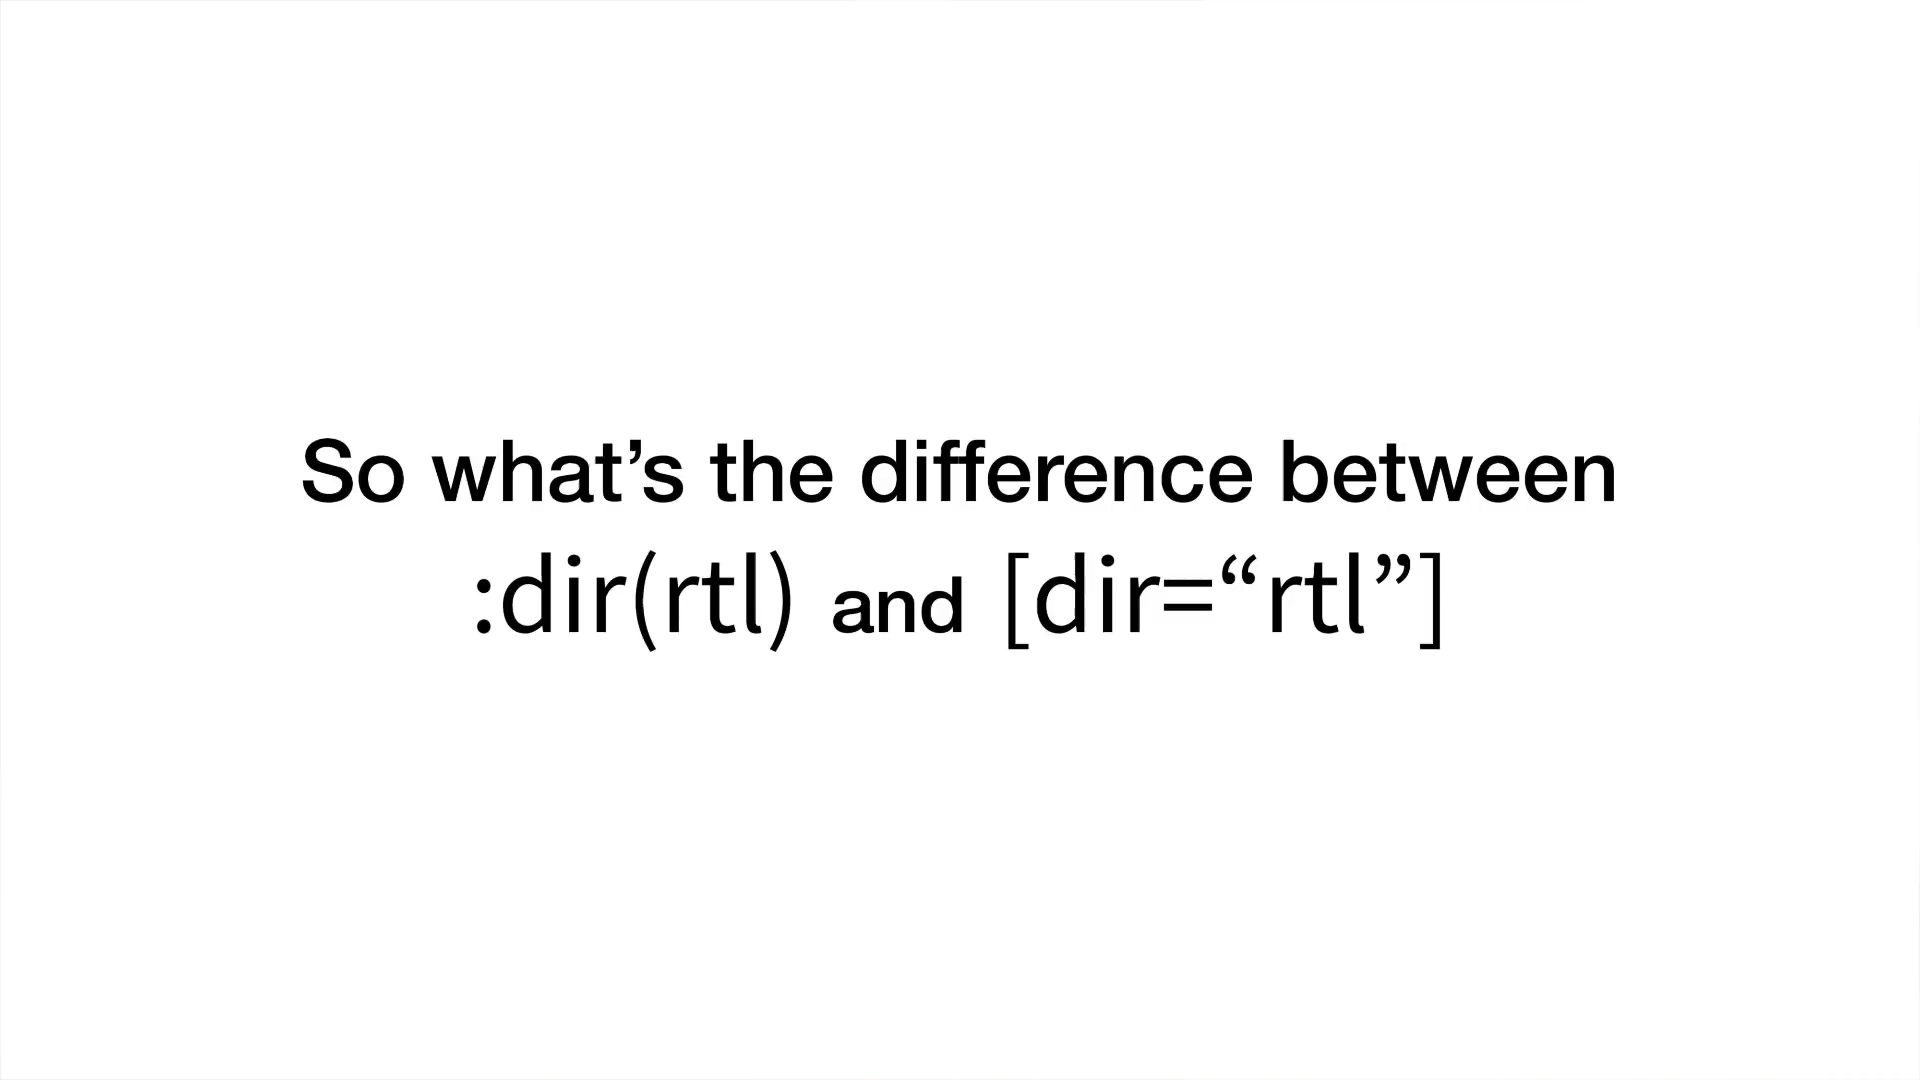 So what’s the difference between
:dir(rtl) and [dir=“rtl”]